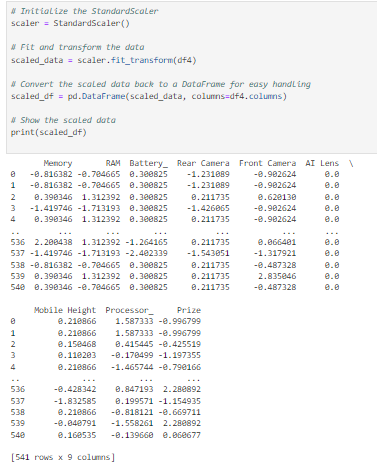 # Initialize the StandardScaler
scaler = StandardScaler()
# Fit and transform the data
scaled_data = scaler.fit_transform(df4)
# Convert the scaled data back to a DataFrame for easy handling
scaled_df = pd.DataFrame(scaled_data, columns=df4.columns)
# Show the scaled data
print(scaled_df)
Memory RAM Battery_ Rear Camera Front Camera AI Lens \
0 -0.816382 -0.704665 0.300825 -1.231089 -0.902624 0.0
1 -0.816382 -0.704665 0.300825 -1.231089 -0.902624 0.0
2 0.390346 1.312392 0.300825 0.211735 0.620130 0.0
3 -1.419746 -1.713193 0.300825 -1.426065 -0.902624 0.0
4 0.390346 1.312392 0.300825 0.211735 -0.902624 0.0
.. ... ... ... ... ... ...
536 2.200438 1.312392 -1.264165 0.211735 0.066401 0.0
537 -1.419746 -1.713193 -2.402339 -1.543051 -1.317921 0.0
538 -0.816382 -0.704665 0.300825 0.211735 -0.487328 0.0
539 0.390346 1.312392 0.300825 0.211735 2.835046 0.0
540 0.390346 -0.704665 0.300825 0.211735 -0.487328 0.0
Mobile Height Processor_ Prize
0 0.210866 1.587333 -0.996799
1 0.210866 1.587333 -0.996799
2 0.150468 0.415445 -0.425519
3 0.110203 -0.170499 -1.197355
4 0.210866 -1.465744 -0.790166
.. ... ... ...
536 -0.428342 0.847193 2.280892
537 -1.832585 0.199571 -1.154935
538 0.210866 -0.818121 -0.669711
539 -0.040791 -1.558261 2.280892
540 0.160535 -0.139660 0.060677
[541 rows x 9 columns]